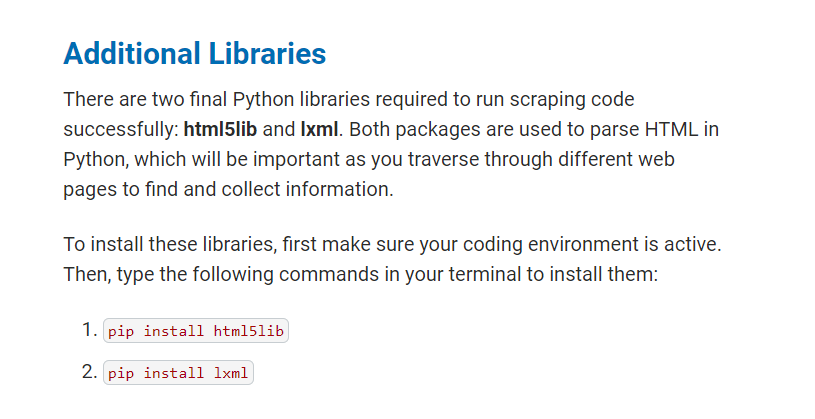 Additional Libraries
There are two final Python libraries required to run scraping code
successfully: html5lib and lxml. Both packages are used to parse HTML in
Python, which will be important as you traverse through different web
pages to find and collect information.
To install these libraries, first make sure your coding environment is active.
Then, type the following commands in your terminal to install them:
1. pip install html5lib
2. pip install lxml